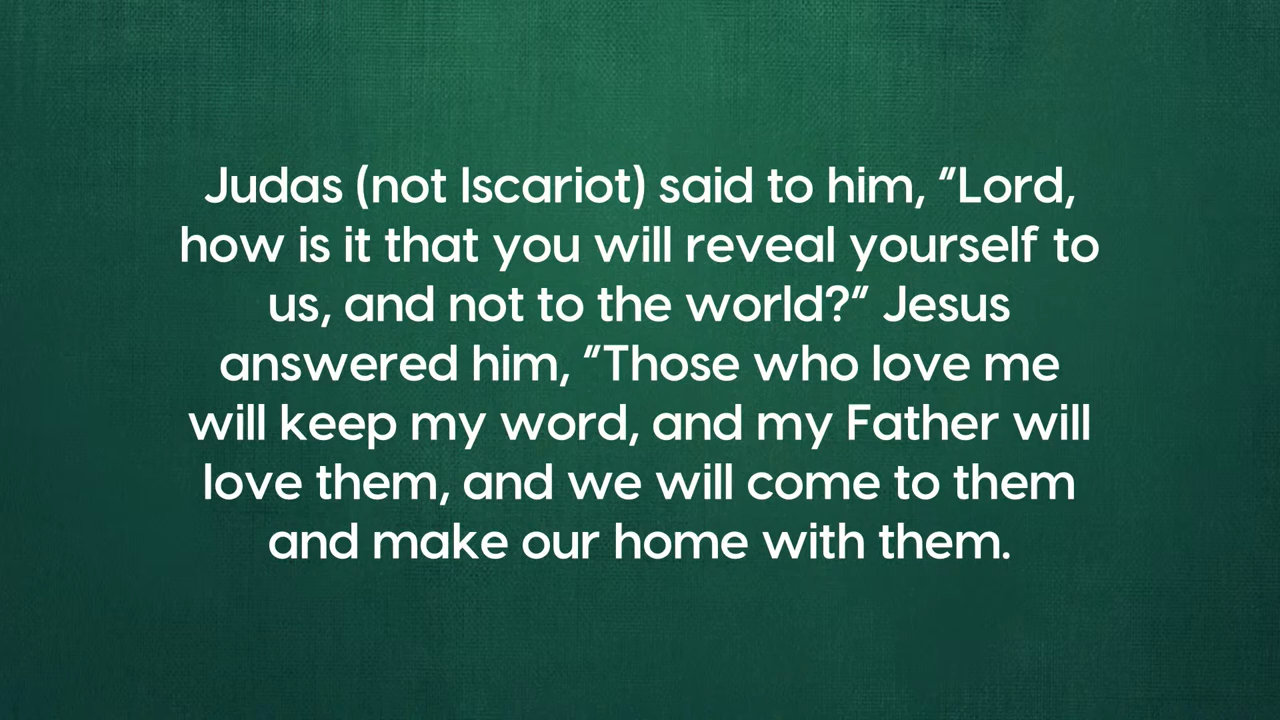 Judas (not Iscariot) said to him, “Lord,
how is it that you will reveal yourself to
us, and not to the world?” Jesus
answered him, “Those who love me
will keep my word, and my Father will
love them, and we will come to them
and make our home with them.